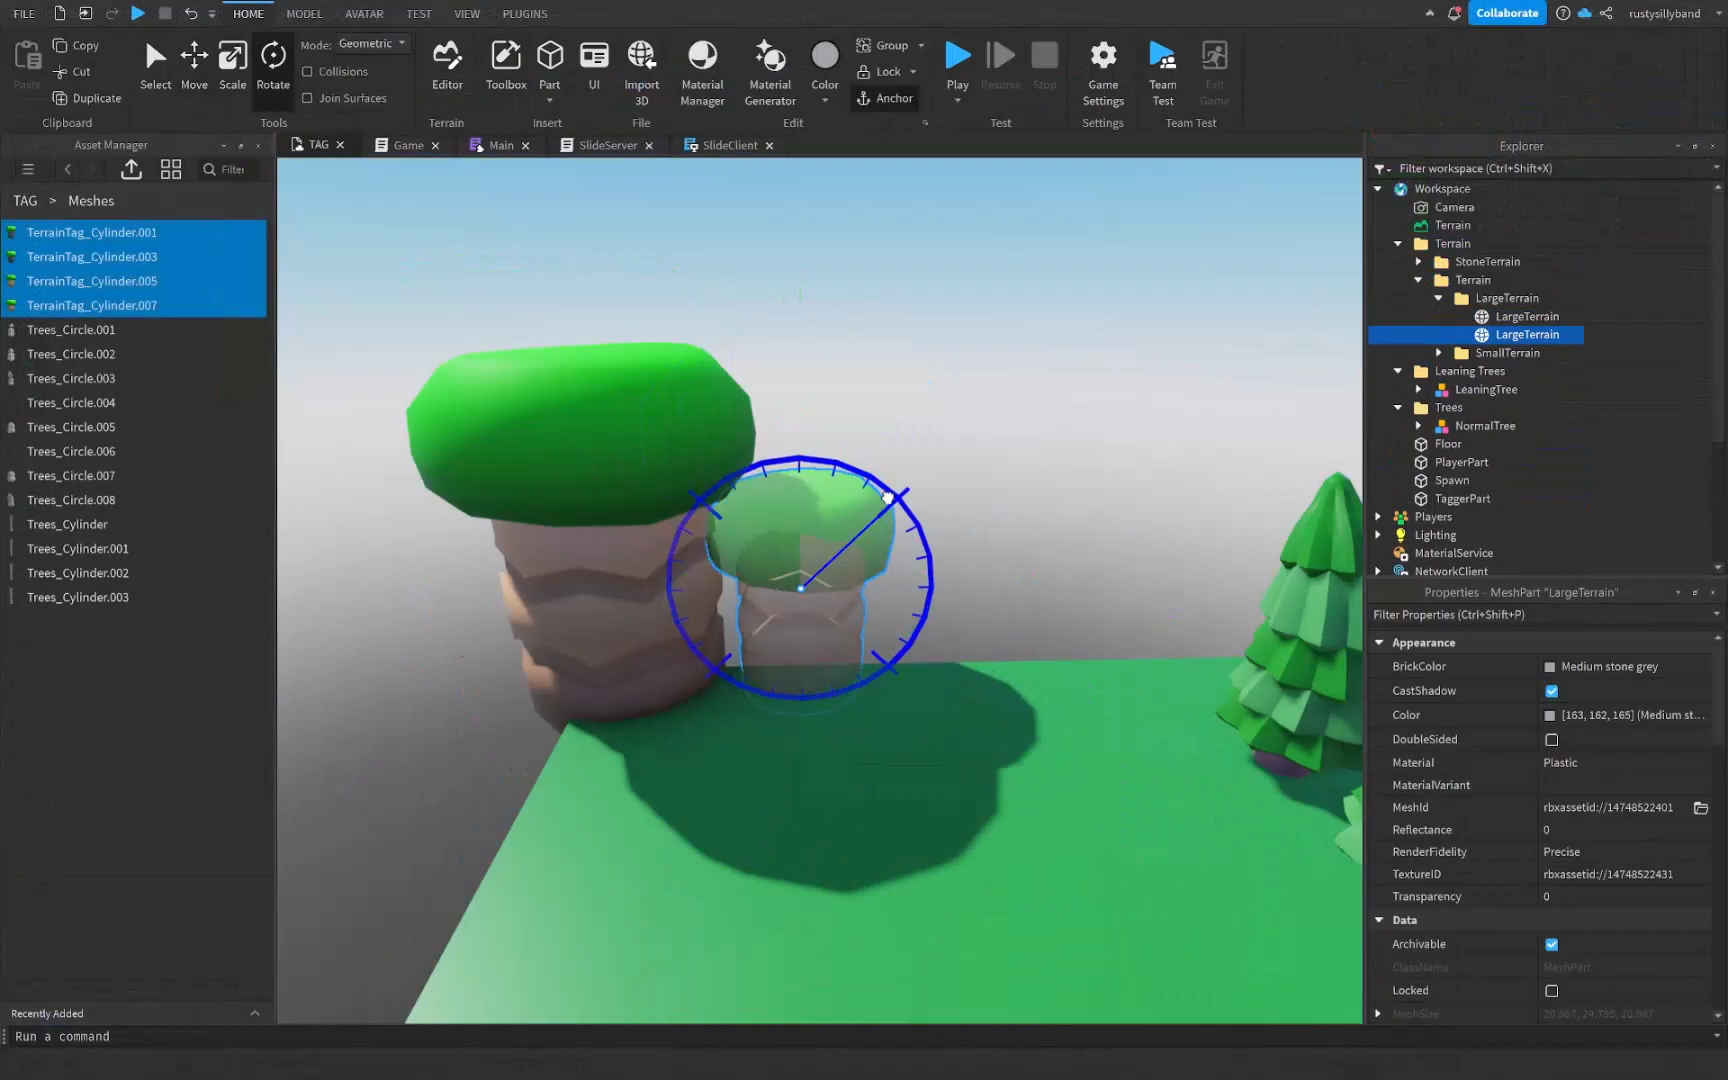 FILE
HOME
MODEL
AVATAR
TEST
VIEW
PLUGINS
Collaborate
rustysillyband
Paste
Copy
Cut
Duplicate
Clipboard
Select
Move
Scale
Rotate
Mode: Geometric
Collisions
Join Surfaces
Tools
Editor
Terrain
Toolbox
Part
UI
Insert
Import 3D
File
Material Manager
Material Generator
Color
Group
Lock
Anchor
Edit
Play
Resume
Stop
Test
Game Settings
Settings
Team Test
Exit Game
Team Test
Asset Manager
TAG
Game
Main
SlideServer
SlideClient
Filter
TAG > Meshes
TerrainTag_Cylinder.001
TerrainTag_Cylinder.003
TerrainTag_Cylinder.005
TerrainTag_Cylinder.007
Trees_Circle.001
Trees_Circle.002
Trees_Circle.003
Trees_Circle.004
Trees_Circle.005
Trees_Circle.006
Trees_Circle.007
Trees_Circle.008
Trees_Cylinder
Trees_Cylinder.001
Trees_Cylinder.002
Trees_Cylinder.003
Recently Added
Run a command
Explorer
Filter workspace (Ctrl+Shift+X)
Workspace
Camera
Terrain
Terrain
StoneTerrain
Terrain
LargeTerrain
LargeTerrain
LargeTerrain
SmallTerrain
Leaning Trees
LeaningTree
Trees
NormalTree
Floor
PlayerPart
Spawn
TaggerPart
Players
Lighting
MaterialService
NetworkClient
Properties - MeshPart "LargeTerrain"
Filter Properties (Ctrl+Shift+P)
Appearance
BrickColor Medium stone grey
CastShadow
Color [163, 162, 165] (Medium st...
DoubleSided
Material Plastic
MaterialVariant
MeshId rbxassetid://14748522401
Reflectance 0
RenderFidelity Precise
TextureID rbxassetid://14748522431
Transparency 0
Data
Archivable
ClassName MeshPart
Locked
MeshSize